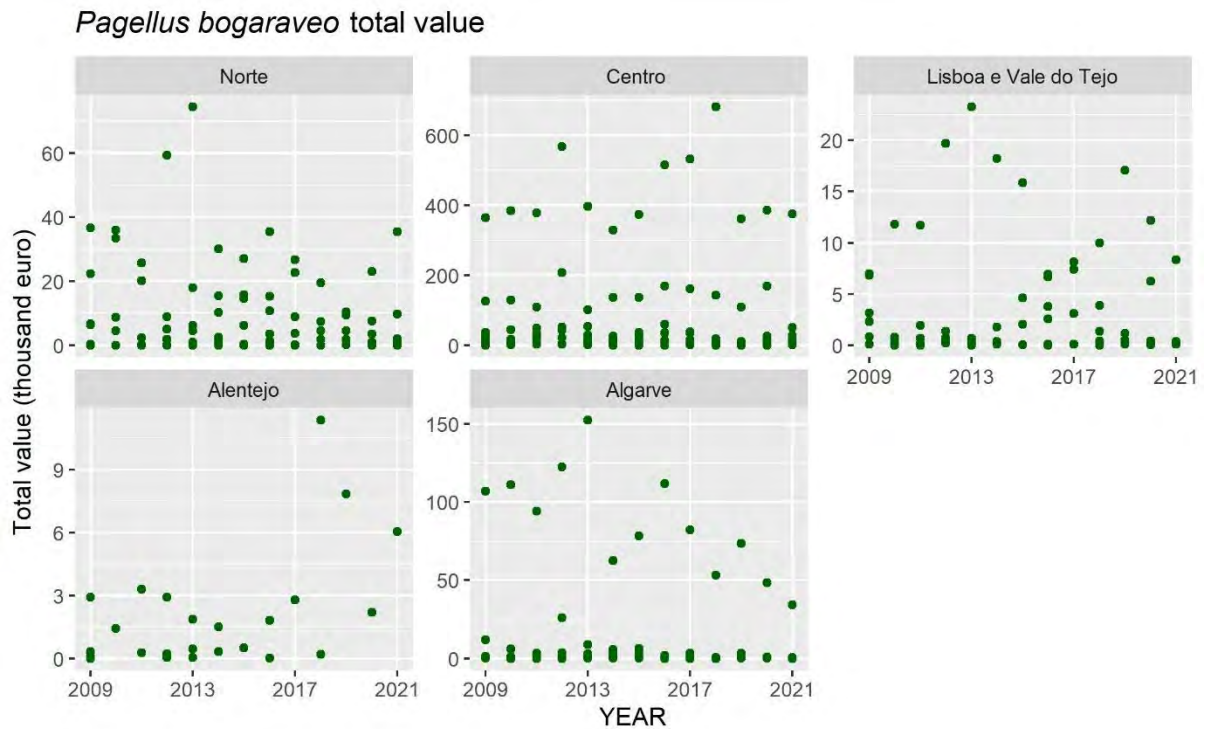 Pagellus bogaraveo total value
Norte
Centro
Lisboa e Vale do Tejo
60
40
20
0
600
400
200
0
20
15
10
5
0
2009 2013 2017 2021
Alentejo
Algarve
9
6
3
0
150
100
50
0
2009 2013 2017 2021
2009 2013 2017 2021
Total value (thousand euro)
YEAR